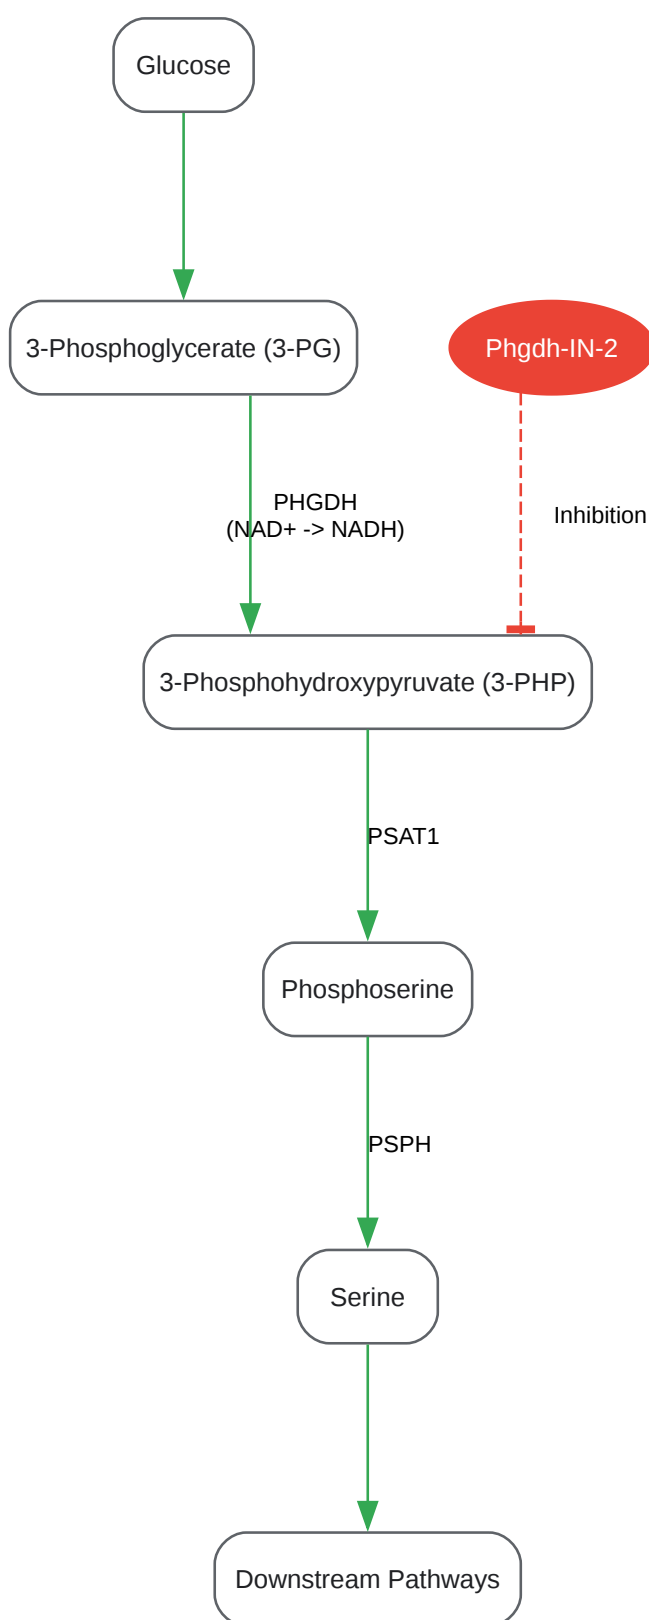 Glucose
3-Phosphoglycerate (3-PG)
Phgdh-IN-2
PHGDH
(NAD+ -> NADH)
Inhibition
3-Phosphohydroxypyruvate (3-PHP)
PSAT1
Phosphoserine
PSPH
Serine
Downstream Pathways